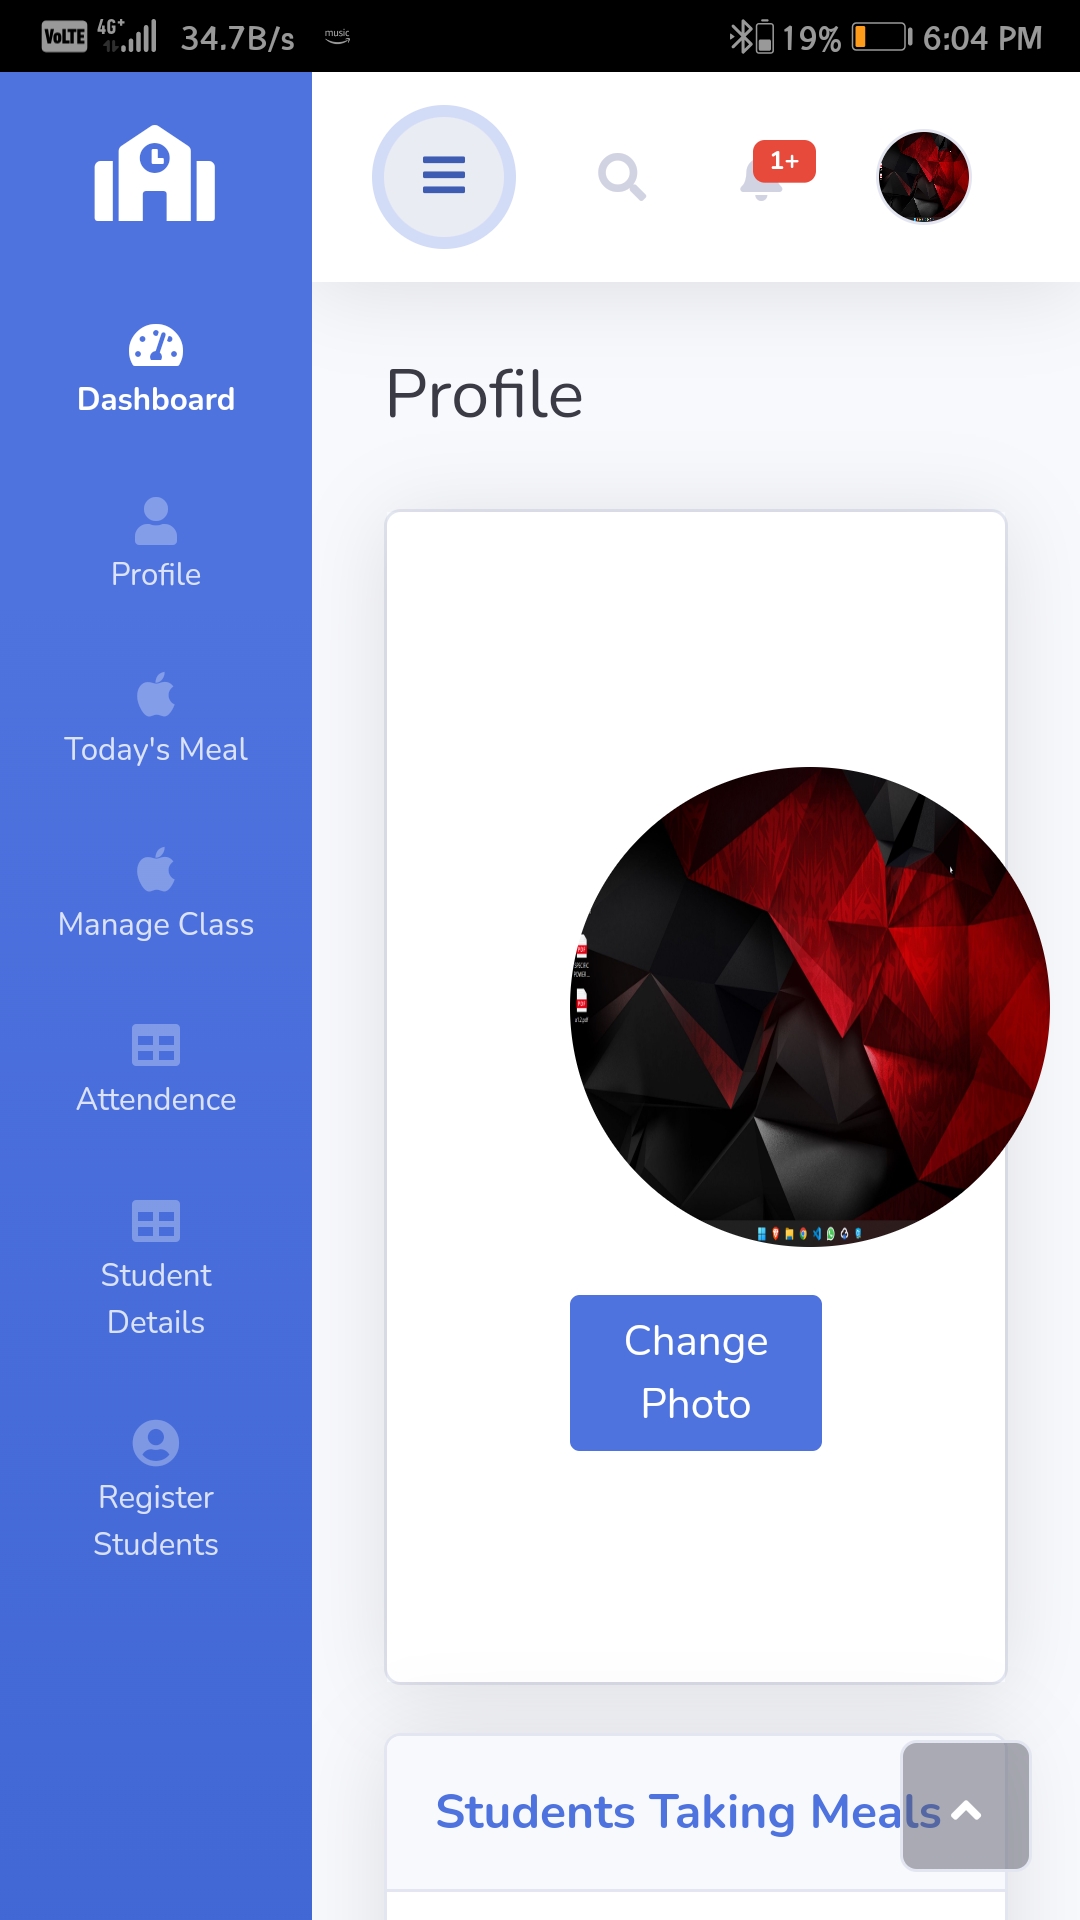 VoLTE 4G+ 34.7B/s music 19% 6:04 PM
1+
Dashboard
Profile
Today's Meal
Manage Class
Attendence
Student
Details
Register
Students
Profile
Change
Photo
Students Taking Meals